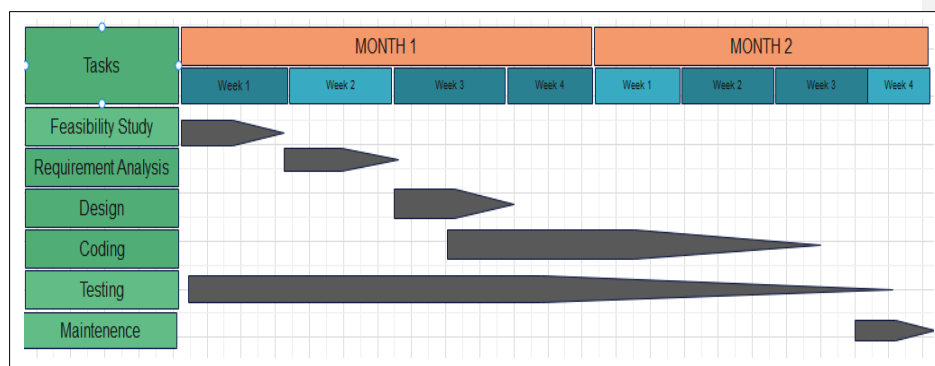 Tasks
MONTH 1
MONTH 2
Week 1
Week 2
Week 3
Week 4
Week 1
Week 2
Week 3
Week 4
Feasibility Study
Requirement Analysis
Design
Coding
Testing
Maintenence